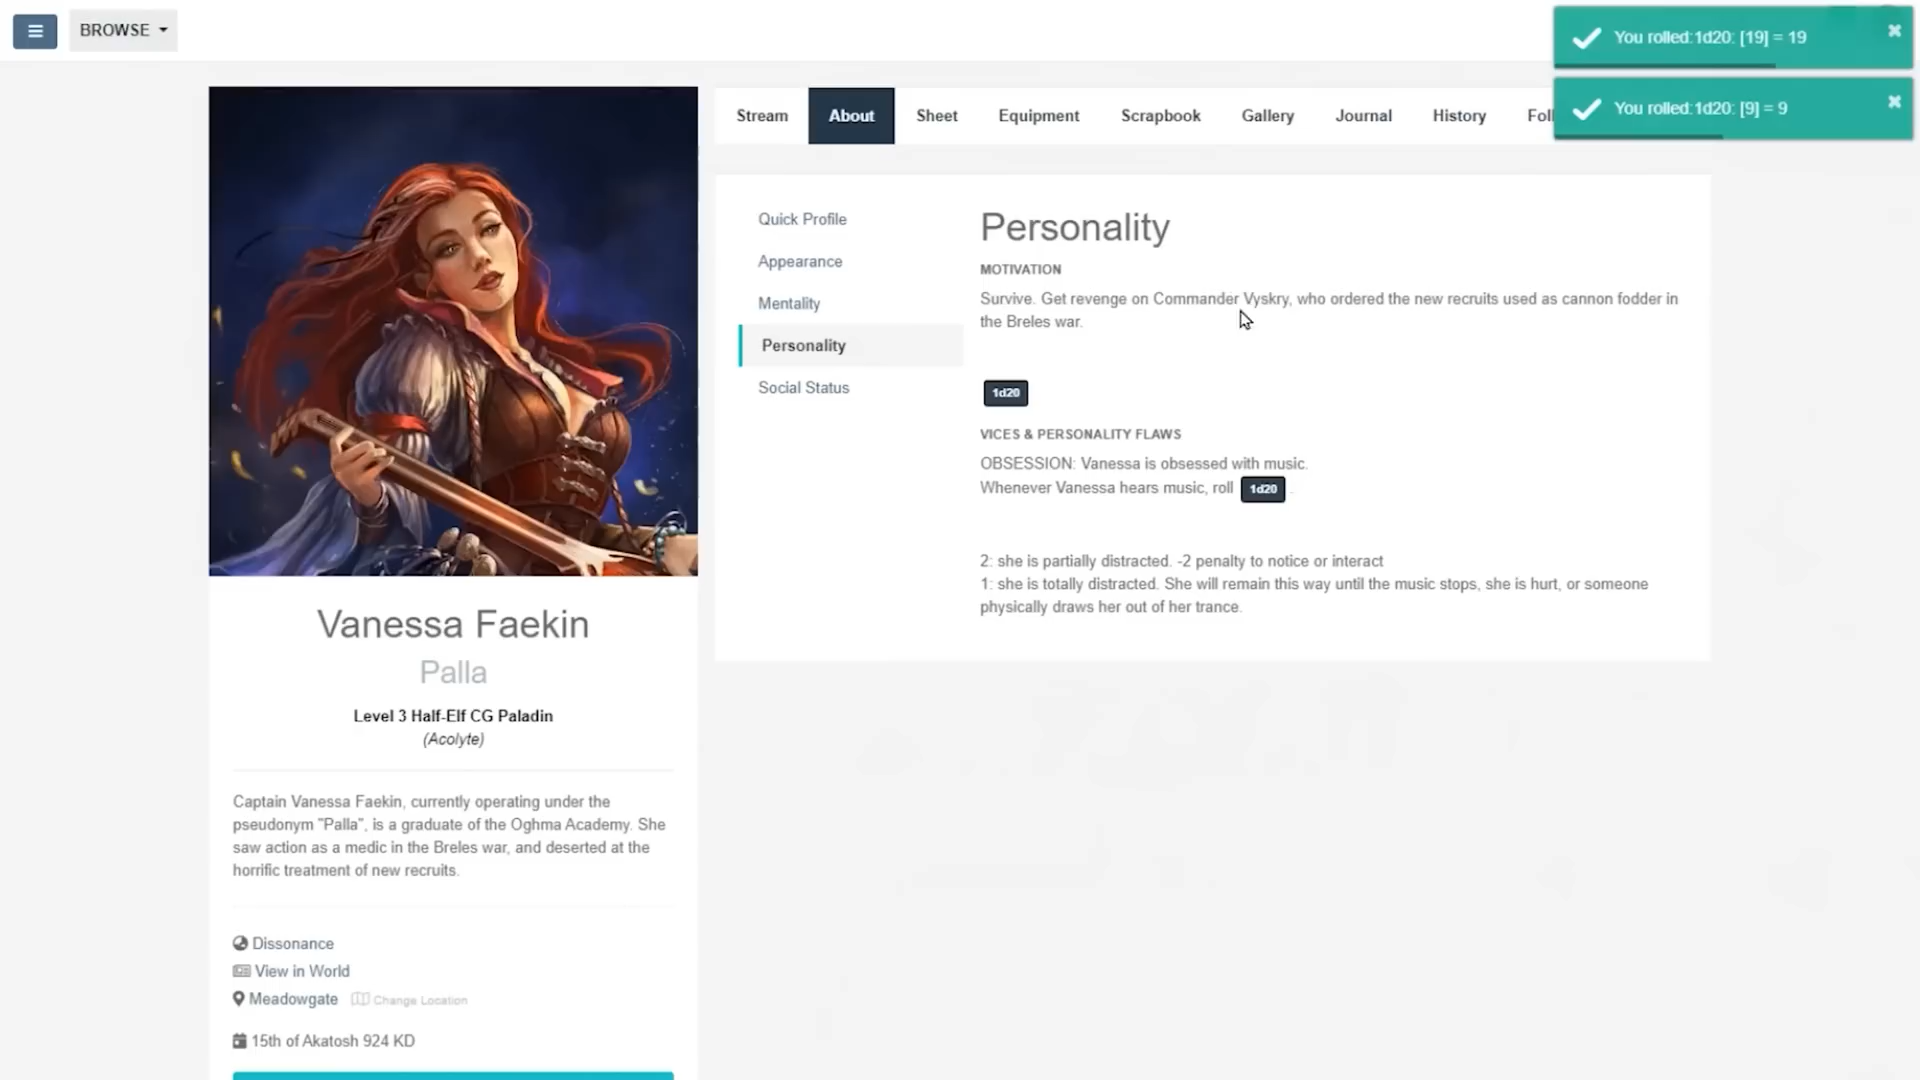 BROWSE
You rolled:1d20: [19] = 19
You rolled:1d20: [9] = 9
Stream
About
Sheet
Equipment
Scrapbook
Gallery
Journal
History
Foll
Quick Profile
Appearance
Mentality
Personality
Social Status
Personality
MOTIVATION
Survive. Get revenge on Commander Vyskry, who ordered the new recruits used as cannon fodder in
the Breles war.
1d20
VICES & PERSONALITY FLAWS
OBSESSION: Vanessa is obsessed with music.
Whenever Vanessa hears music, roll 1d20 .
2: she is partially distracted. -2 penalty to notice or interact
1: she is totally distracted. She will remain this way until the music stops, she is hurt, or someone
physically draws her out of her trance.
Vanessa Faekin
Palla
Level 3 Half-Elf CG Paladin
(Acolyte)
Captain Vanessa Faekin, currently operating under the
pseudonym "Palla", is a graduate of the Oghma Academy. She
saw action as a medic in the Breles war, and deserted at the
horrific treatment of new recruits.
Dissonance
View in World
Meadowgate Change Location
15th of Akatosh 924 KD